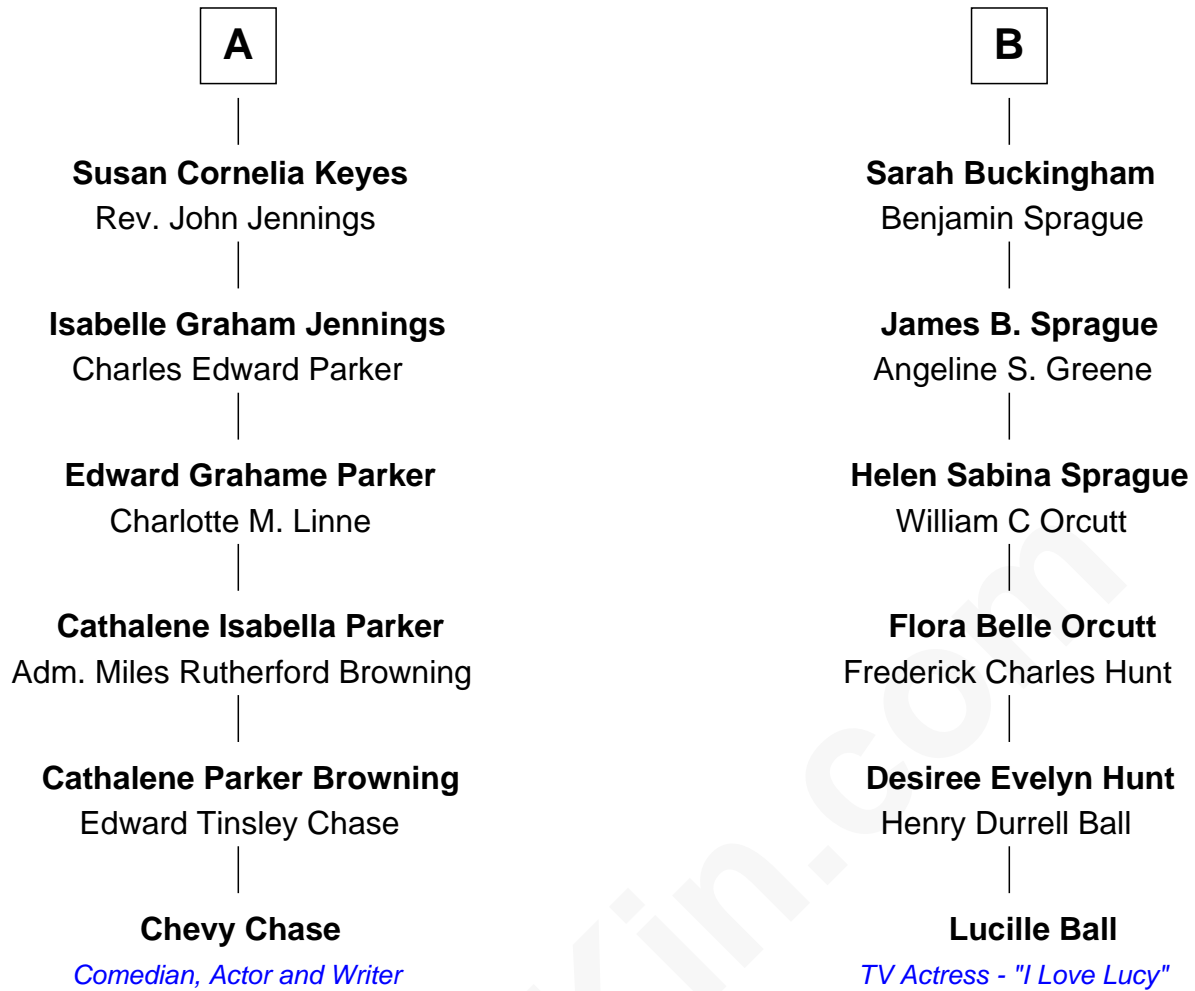 A
Susan Cornelia Keyes
Rev. John Jennings
Isabelle Graham Jennings
Charles Edward Parker
Edward Grahame Parker
Charlotte M. Linne
Cathalene Isabella Parker
Adm. Miles Rutherford Browning
Cathalene Parker Browning
Edward Tinsley Chase
Chevy Chase
Comedian, Actor and Writer
B
Sarah Buckingham
Benjamin Sprague
James B. Sprague
Angeline S. Greene
Helen Sabina Sprague
William C Orcutt
Flora Belle Orcutt
Frederick Charles Hunt
Desiree Evelyn Hunt
Henry Durrell Ball
Lucille Ball
TV Actress - "I Love Lucy"